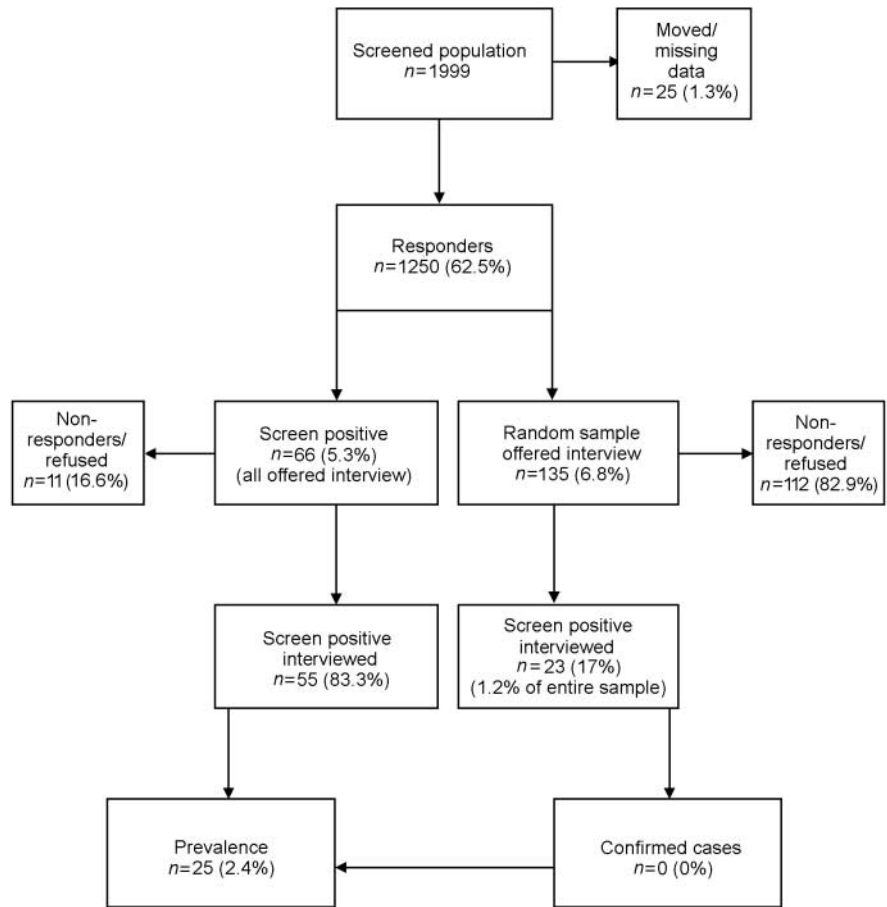 Screened population
n=1999
Moved/
missing
data
n=25 (1.3%)
Responders
n=1250 (62.5%)
Non-
responders/
refused
n=11 (16.6%)
Screen positive
n=66 (5.3%)
(all offered interview)
Random sample
offered interview
n=135 (6.8%)
Non-
responders/
refused
n=112 (82.9%)
Screen positive
interviewed
n=55 (83.3%)
Screen positive
interviewed
n=23 (17%)
(1.2% of entire sample)
Prevalence
n=25 (2.4%)
Confirmed cases
n=0 (0%)